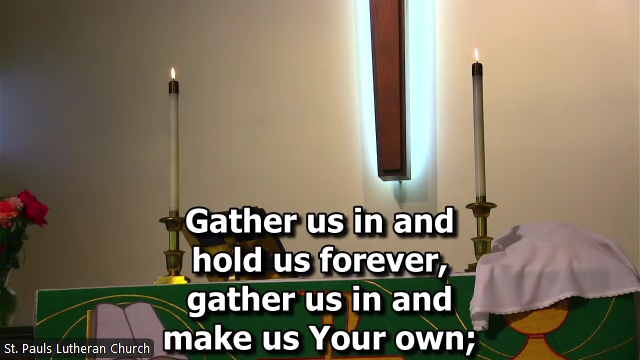 Gather us in and
hold us forever,
gather us in and
make us Your own;
St. Pauls Lutheran Church